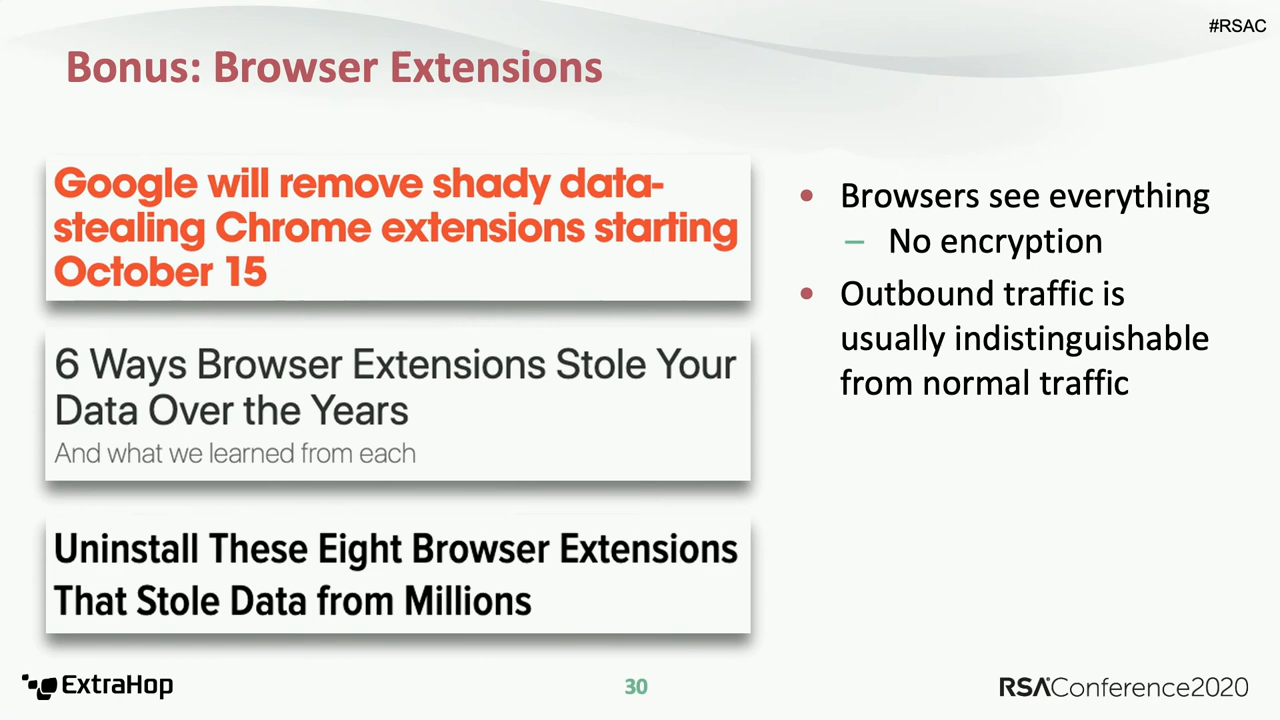 #RSAC
Bonus: Browser Extensions
Google will remove shady data-
stealing Chrome extensions starting
October 15
6 Ways Browser Extensions Stole Your
Data Over the Years
And what we learned from each
Uninstall These Eight Browser Extensions
That Stole Data from Millions
• Browsers see everything
– No encryption
• Outbound traffic is
usually indistinguishable
from normal traffic
ExtraHop
30
RSAConference2020